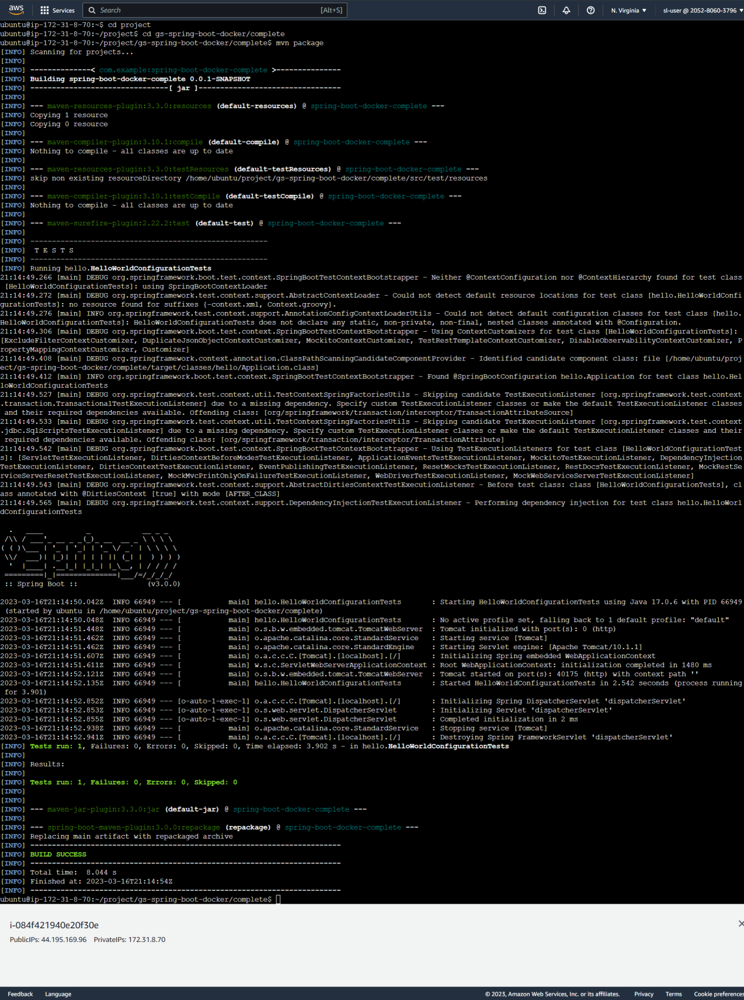 aws Services Search [Alt+S] N. Virginia sl-user @ 2052-8060-3796
ubuntu@ip-172-31-8-70:~$ cd project
ubuntu@ip-172-31-8-70:~/project$ cd gs-spring-boot-docker/complete
ubuntu@ip-172-31-8-70:~/project/gs-spring-boot-docker/complete$ mvn package
[INFO] Scanning for projects...
[INFO]
[INFO] --------------< com.example:spring-boot-docker-complete >---------------
[INFO] Building spring-boot-docker-complete 0.0.1-SNAPSHOT
[INFO] --------------------------------[ jar ]---------------------------------
[INFO]
[INFO] --- maven-resources-plugin:3.3.0:resources (default-resources) @ spring-boot-docker-complete ---
[INFO] Copying 1 resource
[INFO] Copying 0 resource
[INFO]
[INFO] --- maven-compiler-plugin:3.10.1:compile (default-compile) @ spring-boot-docker-complete ---
[INFO] Nothing to compile - all classes are up to date
[INFO]
[INFO] --- maven-resources-plugin:3.3.0:testResources (default-testResources) @ spring-boot-docker-complete ---
[INFO] skip non existing resourceDirectory /home/ubuntu/project/gs-spring-boot-docker/complete/src/test/resources
[INFO]
[INFO] --- maven-compiler-plugin:3.10.1:testCompile (default-testCompile) @ spring-boot-docker-complete ---
[INFO] Nothing to compile - all classes are up to date
[INFO]
[INFO] --- maven-surefire-plugin:2.22.2:test (default-test) @ spring-boot-docker-complete ---
[INFO]
[INFO] -------------------------------------------------------
[INFO]  T E S T S
[INFO] -------------------------------------------------------
[INFO] Running hello.HelloWorldConfigurationTests
21:14:49.266 [main] DEBUG org.springframework.boot.test.context.SpringBootTestContextBootstrapper - Neither @ContextConfiguration nor @ContextHierarchy found for test class
 [HelloWorldConfigurationTests]: using SpringBootContextLoader
21:14:49.272 [main] DEBUG org.springframework.test.context.support.AbstractContextLoader - Could not detect default resource locations for test class [hello.HelloWorldConfi
gurationTests]: no resource found for suffixes {-context.xml, Context.groovy}.
21:14:49.276 [main] INFO org.springframework.test.context.support.AnnotationConfigContextLoaderUtils - Could not detect default configuration classes for test class [hello.
HelloWorldConfigurationTests]: HelloWorldConfigurationTests does not declare any static, non-private, non-final, nested classes annotated with @Configuration.
21:14:49.306 [main] DEBUG org.springframework.boot.test.context.SpringBootTestContextBootstrapper - Using ContextCustomizers for test class [HelloWorldConfigurationTests]:
[ExcludeFilterContextCustomizer, DuplicateJsonObjectContextCustomizer, MockitoContextCustomizer, TestRestTemplateContextCustomizer, DisableObservabilityContextCustomizer, P
ropertyMappingContextCustomizer, Customizer]
21:14:49.408 [main] DEBUG org.springframework.context.annotation.ClassPathScanningCandidateComponentProvider - Identified candidate component class: file [/home/ubuntu/proj
ect/gs-spring-boot-docker/complete/target/classes/hello/Application.class]
21:14:49.412 [main] INFO org.springframework.boot.test.context.SpringBootTestContextBootstrapper - Found @SpringBootConfiguration hello.Application for test class hello.Hel
loWorldConfigurationTests
21:14:49.527 [main] DEBUG org.springframework.test.context.util.TestContextSpringFactoriesUtils - Skipping candidate TestExecutionListener [org.springframework.test.context
.transaction.TransactionalTestExecutionListener] due to a missing dependency. Specify custom TestExecutionListener classes or make the default TestExecutionListener classes
 and their required dependencies available. Offending class: [org/springframework/transaction/interceptor/TransactionAttributeSource]
21:14:49.533 [main] DEBUG org.springframework.test.context.util.TestContextSpringFactoriesUtils - Skipping candidate TestExecutionListener [org.springframework.test.context
.jdbc.SqlScriptsTestExecutionListener] due to a missing dependency. Specify custom TestExecutionListener classes or make the default TestExecutionListener classes and their
 required dependencies available. Offending class: [org/springframework/transaction/interceptor/TransactionAttribute]
21:14:49.542 [main] DEBUG org.springframework.boot.test.context.SpringBootTestContextBootstrapper - Using TestExecutionListeners for test class [HelloWorldConfigurationTest
s]: [ServletTestExecutionListener, DirtiesContextBeforeModesTestExecutionListener, ApplicationEventsTestExecutionListener, MockitoTestExecutionListener, DependencyInjection
TestExecutionListener, DirtiesContextTestExecutionListener, EventPublishingTestExecutionListener, ResetMocksTestExecutionListener, RestDocsTestExecutionListener, MockRestSe
rviceServerResetTestExecutionListener, MockMvcPrintOnlyOnFailureTestExecutionListener, WebDriverTestExecutionListener, MockWebServiceServerTestExecutionListener]
21:14:49.543 [main] DEBUG org.springframework.test.context.support.AbstractDirtiesContextTestExecutionListener - Before test class: class [HelloWorldConfigurationTests], cl
ass annotated with @DirtiesContext [true] with mode [AFTER_CLASS]
21:14:49.565 [main] DEBUG org.springframework.test.context.support.DependencyInjectionTestExecutionListener - Performing dependency injection for test class hello.HelloWorl
dConfigurationTests
  .   ____          _            __ _ _
 /\\ / ___'_ __ _ _(_)_ __  __ _ \ \ \ \
( ( )\___ | '_ | '_| | '_ \/ _` | \ \ \ \
 \\/  ___)| |_)| | | | | || (_| |  ) ) ) )
  '  |____| .__|_| |_|_| |_\__, | / / / /
 =========|_|==============|___/=/_/_/_/
 :: Spring Boot ::                (v3.0.0)
2023-03-16T21:14:50.042Z  INFO 66949 --- [           main] hello.HelloWorldConfigurationTests       : Starting HelloWorldConfigurationTests using Java 17.0.6 with PID 66949
 (started by ubuntu in /home/ubuntu/project/gs-spring-boot-docker/complete)
2023-03-16T21:14:50.048Z  INFO 66949 --- [           main] hello.HelloWorldConfigurationTests       : No active profile set, falling back to 1 default profile: "default"
2023-03-16T21:14:51.448Z  INFO 66949 --- [           main] o.s.b.w.embedded.tomcat.TomcatWebServer  : Tomcat initialized with port(s): 0 (http)
2023-03-16T21:14:51.462Z  INFO 66949 --- [           main] o.apache.catalina.core.StandardService   : Starting service [Tomcat]
2023-03-16T21:14:51.462Z  INFO 66949 --- [           main] o.apache.catalina.core.StandardEngine    : Starting Servlet engine: [Apache Tomcat/10.1.1]
2023-03-16T21:14:51.607Z  INFO 66949 --- [           main] o.a.c.c.C.[Tomcat].[localhost].[/]       : Initializing Spring embedded WebApplicationContext
2023-03-16T21:14:51.611Z  INFO 66949 --- [           main] w.s.c.ServletWebServerApplicationContext : Root WebApplicationContext: initialization completed in 1480 ms
2023-03-16T21:14:52.121Z  INFO 66949 --- [           main] o.s.b.w.embedded.tomcat.TomcatWebServer  : Tomcat started on port(s): 40175 (http) with context path ''
2023-03-16T21:14:52.135Z  INFO 66949 --- [           main] hello.HelloWorldConfigurationTests       : Started HelloWorldConfigurationTests in 2.542 seconds (process running
 for 3.901)
2023-03-16T21:14:52.852Z  INFO 66949 --- [o-auto-1-exec-1] o.a.c.c.C.[Tomcat].[localhost].[/]       : Initializing Spring DispatcherServlet 'dispatcherServlet'
2023-03-16T21:14:52.853Z  INFO 66949 --- [o-auto-1-exec-1] o.s.web.servlet.DispatcherServlet        : Initializing Servlet 'dispatcherServlet'
2023-03-16T21:14:52.855Z  INFO 66949 --- [o-auto-1-exec-1] o.s.web.servlet.DispatcherServlet        : Completed initialization in 2 ms
2023-03-16T21:14:52.938Z  INFO 66949 --- [           main] o.apache.catalina.core.StandardService   : Stopping service [Tomcat]
2023-03-16T21:14:52.941Z  INFO 66949 --- [           main] o.a.c.c.C.[Tomcat].[localhost].[/]       : Destroying Spring FrameworkServlet 'dispatcherServlet'
[INFO] Tests run: 1, Failures: 0, Errors: 0, Skipped: 0, Time elapsed: 3.902 s - in hello.HelloWorldConfigurationTests
[INFO]
[INFO] Results:
[INFO]
[INFO] Tests run: 1, Failures: 0, Errors: 0, Skipped: 0
[INFO]
[INFO]
[INFO] --- maven-jar-plugin:3.3.0:jar (default-jar) @ spring-boot-docker-complete ---
[INFO]
[INFO] --- spring-boot-maven-plugin:3.0.0:repackage (repackage) @ spring-boot-docker-complete ---
[INFO] Replacing main artifact with repackaged archive
[INFO] ------------------------------------------------------------------------
[INFO] BUILD SUCCESS
[INFO] ------------------------------------------------------------------------
[INFO] Total time:  8.044 s
[INFO] Finished at: 2023-03-16T21:14:54Z
[INFO] ------------------------------------------------------------------------
ubuntu@ip-172-31-8-70:~/project/gs-spring-boot-docker/complete$
i-084f421940e20f30e
PublicIPs: 44.195.169.96 PrivateIPs: 172.31.8.70
Feedback Language © 2023, Amazon Web Services, Inc. or its affiliates. Privacy Terms Cookie preferences